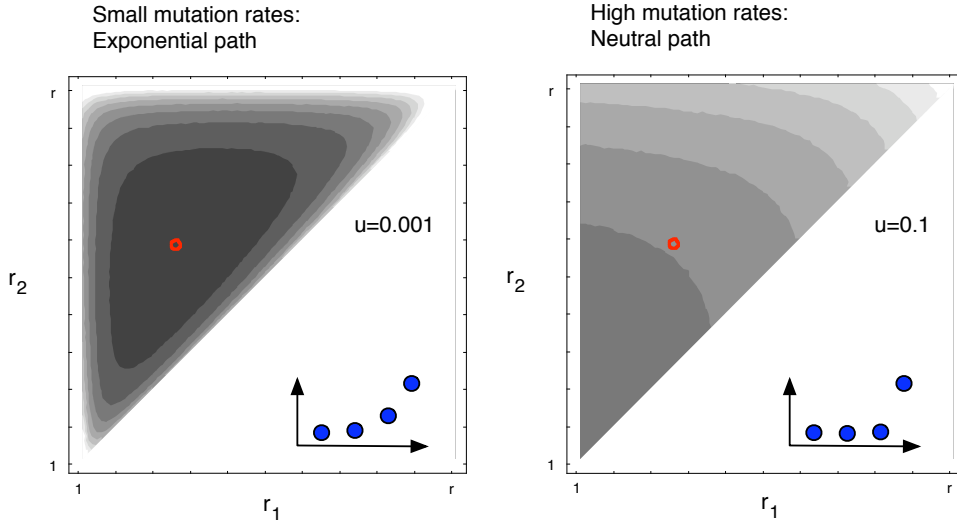 Small mutation rates:
Exponential path
r
r₂
u=0.001
1
1
r₁
r
High mutation rates:
Neutral path
r
r₂
u=0.1
1
1
r₁
r